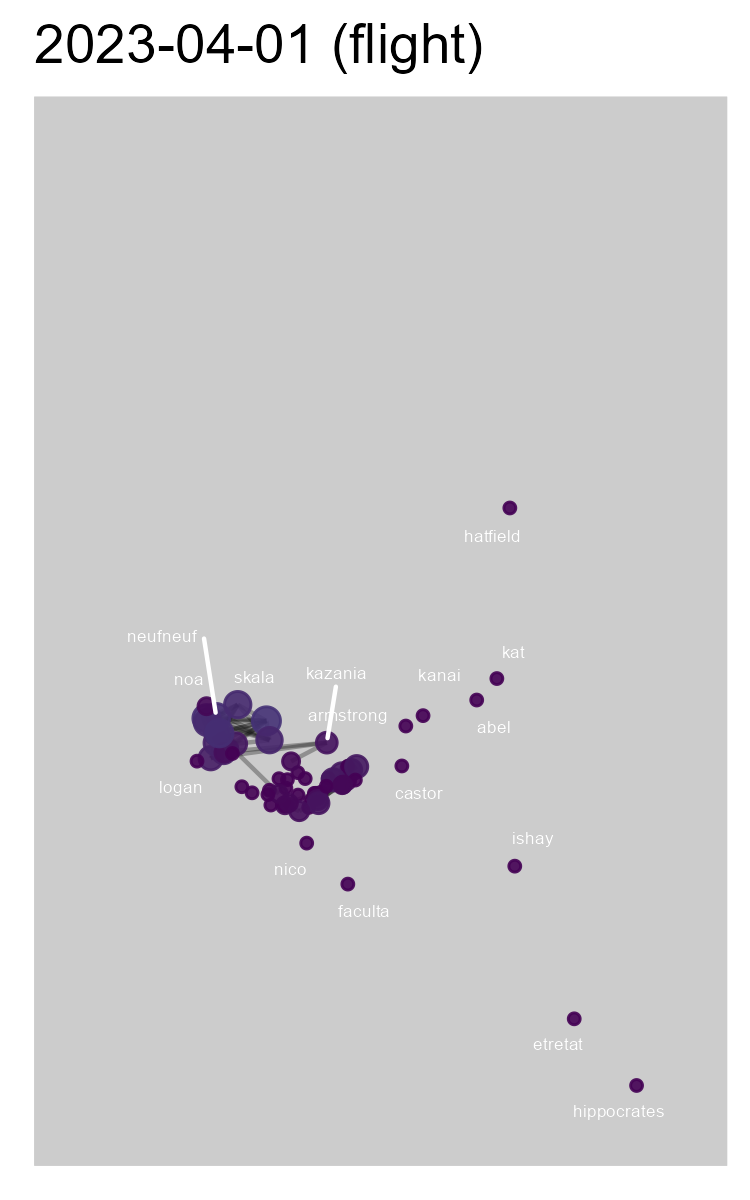 2023-04-01 (flight)
hatfield
neufneuf
kat
noa
skala
kazania
kanai
armstrong
abel
logan
castor
ishay
nico
faculta
etretat
hippocrates